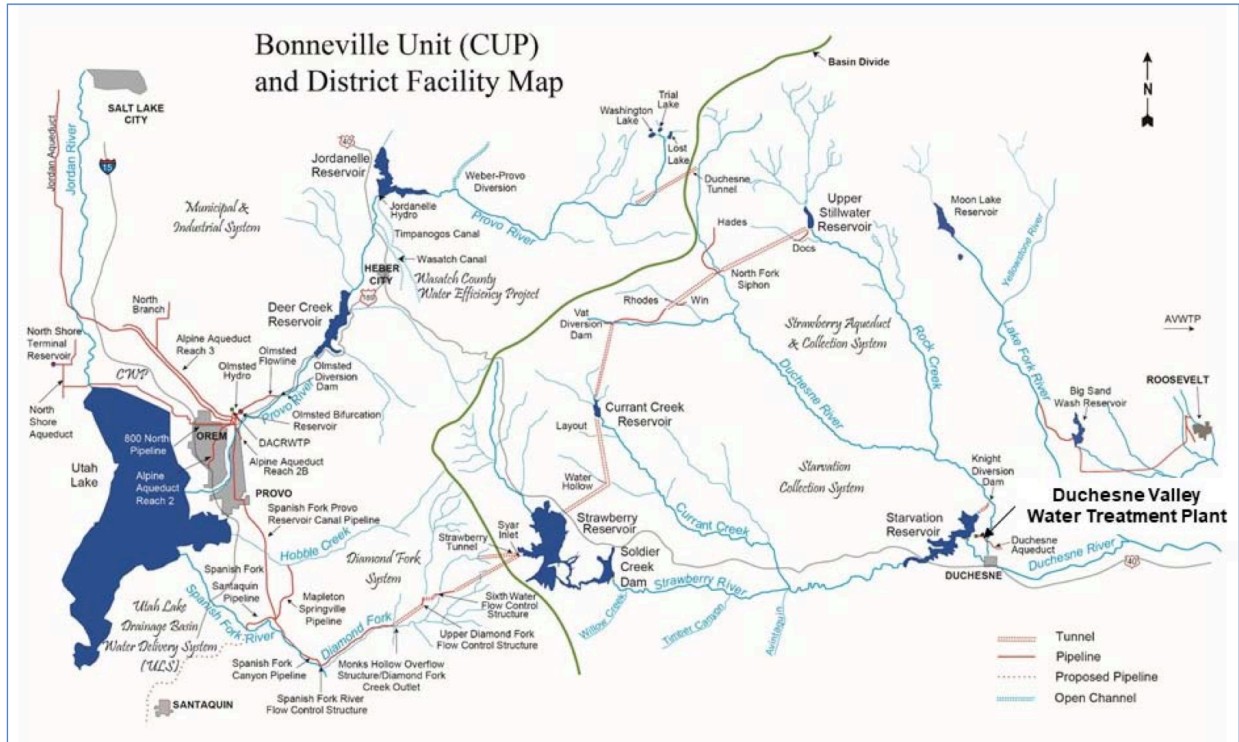 Bonneville Unit (CUP)
and District Facility Map
Basin Divide
N
SALT LAKE
CITY
Jordan Aqueduct
Jordan River
15
40
Jordanelle
Reservoir
Washington
Lake
Trial
Lake
Lost
Lake
Weber-Provo
Diversion
Duchesne
Tunnel
Provo River
Municipal &
Industrial System
Jordanelle
Hydro
Timpanogos Canal
Wasatch Canal
HEBER
CITY
Wasatch County
Water Efficiency Project
189
Hades
Upper
Stillwater
Reservoir
Docs
Moon Lake
Reservoir
Yellowstone River
North Fork
Siphon
Rhodes
Win
Vat
Diversion
Dam
Strawberry Aqueduct
& Collection System
Rock Creek
Lake Fork River
AVWTP
ROOSEVELT
Big Sand
Wash Reservoir
North
Branch
Deer Creek
Reservoir
North Shore
Terminal
Reservoir
Alpine
Aqueduct
Reach 3
Olmsted
Hydro
Olmsted
Flowline
Olmsted
Diversion
Dam
CWP
Provo River
Olmsted Bifurcation
Reservoir
North
Shore
Aqueduct
800 North
Pipeline
OREM
DACRWTP
Utah
Lake
Alpine
Aqueduct
Reach 2
Alpine Aqueduct
Reach 2B
PROVO
Duchesne River
Currant Creek
Reservoir
Layout
Water
Hollow
Starvation
Collection System
Knight
Diversion
Dam
Duchesne Valley
Water Treatment Plant
Spanish Fork Provo
Reservoir Canal Pipeline
Hobble Creek
Diamond Fork
System
Strawberry
Tunnel
Syar
Inlet
Strawberry
Reservoir
Currant Creek
Soldier
Creek
Dam
Strawberry River
Starvation
Reservoir
Duchesne
Aqueduct
DUCHESNE
Duchesne River
40
Spanish Fork
Santaquin
Pipeline
Mapleton
Springville
Pipeline
Sixth Water
Flow Control
Structure
Willow Creek
Timber Canyon
Avintaquin
Utah Lake
Drainage Basin
Water Delivery System
(ULS)
Spanish Fork River
Diamond Fork
Upper Diamond Fork
Flow Control Structure
Spanish Fork
Canyon Pipeline
Monks Hollow Overflow
Structure/Diamond Fork
Creek Outlet
Spanish Fork River
Flow Control Structure
SANTAQUIN
Tunnel
Pipeline
Proposed Pipeline
Open Channel